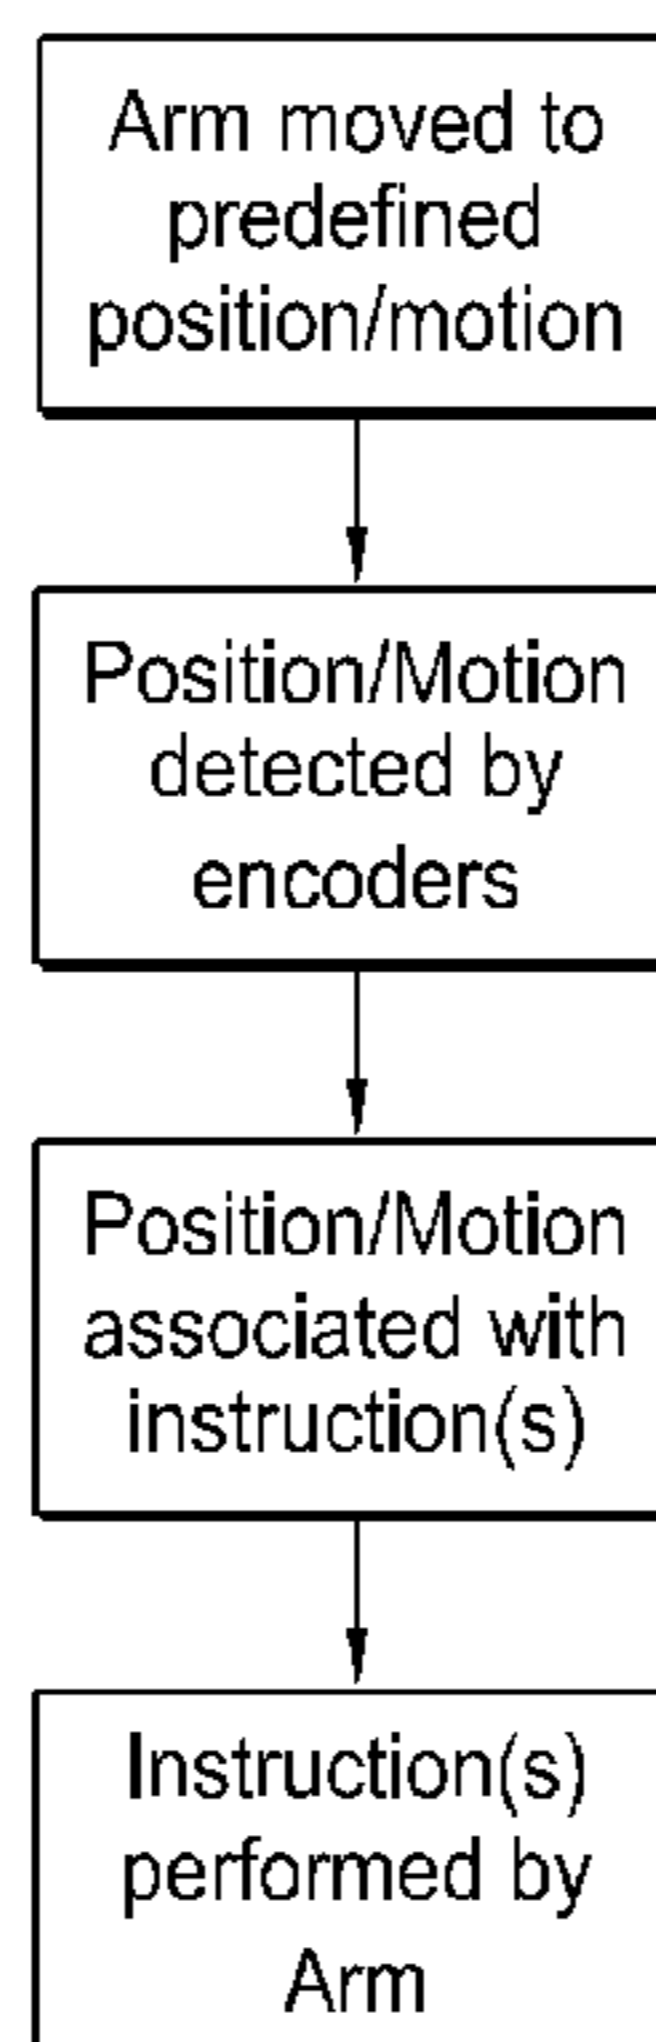 Arm moved to
predefined
position/motion
Position/Motion
detected by
encoders
Position/Motion
associated with
instruction(s)
Instruction(s)
performed by
Arm